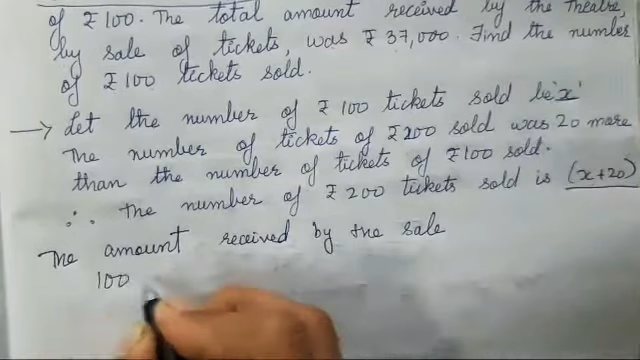 of ₹100. The total amount received by the theatre,
by sale of tickets, was ₹ 37,000. Find the number
of ₹100 tickets sold.
→ Let the number of ₹100 tickets sold be 'x'
The number of tickets of ₹200 sold was 20 more
than the number of tickets of ₹100 sold.
∴ the number of ₹200 tickets sold is (x+20)
The amount received by the sale
100